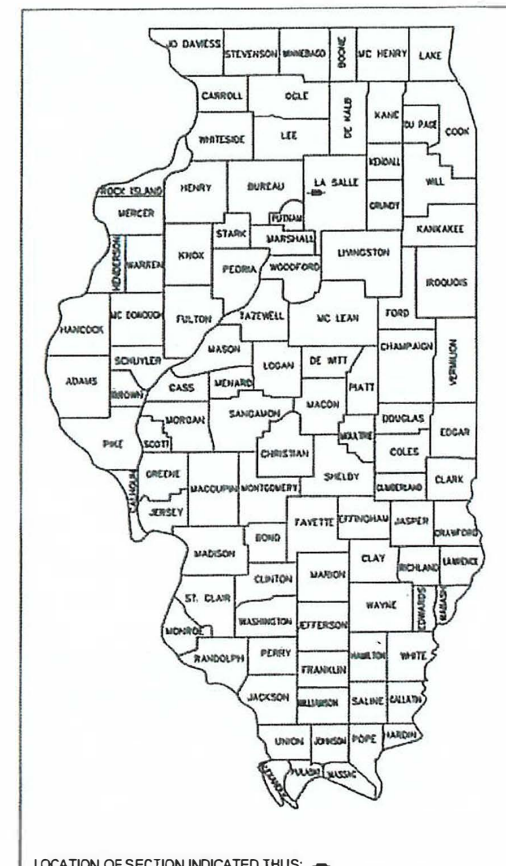 JO DAVIESS STEVENSON WINNEBAGO BOONE MC HENRY LAKE
CARROLL OGLE DE KALB KANE DU PAGE COOK
WHITESIDE LEE KENDALL
ROCK ISLAND HENRY BUREAU LA SALLE WILL
MERCER PUTNAM GRUNDY
HENDERSON WARREN KNOX STARK MARSHALL KANKAKEE
PEORIA WOODFORD LIVINGSTON IROQUOIS
HANCOCK MC DONOUGH FULTON TAZEWELL MC LEAN FORD
MASON CHAMPAIGN VERMILION
ADAMS SCHUYLER LOGAN DE WITT
BROWN CASS MENARD PIATT
PIKE MORGAN SANGAMON MACON DOUGLAS
SCOTT CHRISTIAN MOULTRIE EDGAR
COLES
CALHOUN GREENE MACOUPIN MONTGOMERY SHELBY CUMBERLAND CLARK
JERSEY FAYETTE EFFINGHAM JASPER CRAWFORD
BOND
MADISON CLAY RICHLAND LAWRENCE
CLINTON MARION
ST. CLAIR WAYNE EDWARDS WABASH
MONROE WASHINGTON JEFFERSON
RANDOLPH PERRY HAMILTON WHITE
FRANKLIN
JACKSON WILLIAMSON SALINE GALLATIN
UNION JOHNSON POPE HARDIN
PULASKI MASSAC
LOCATION OF SECTION INDICATED THUS: